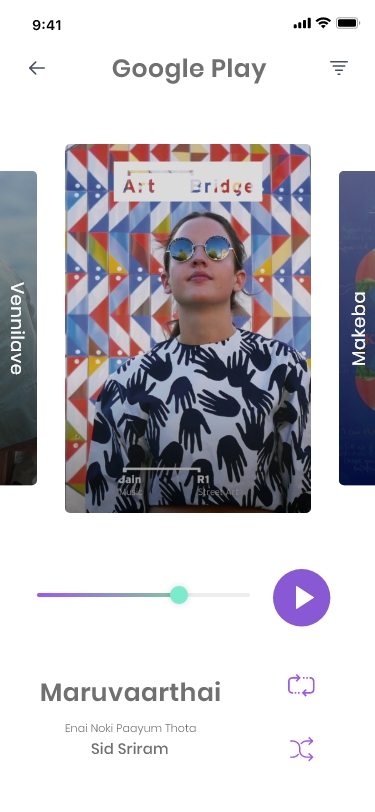 9:41
Google Play
Art Bridge
Vennilave
Makeba
Jain R1
Music Street Art
Maruvaarthai
Enai Noki Paayum Thota
Sid Sriram